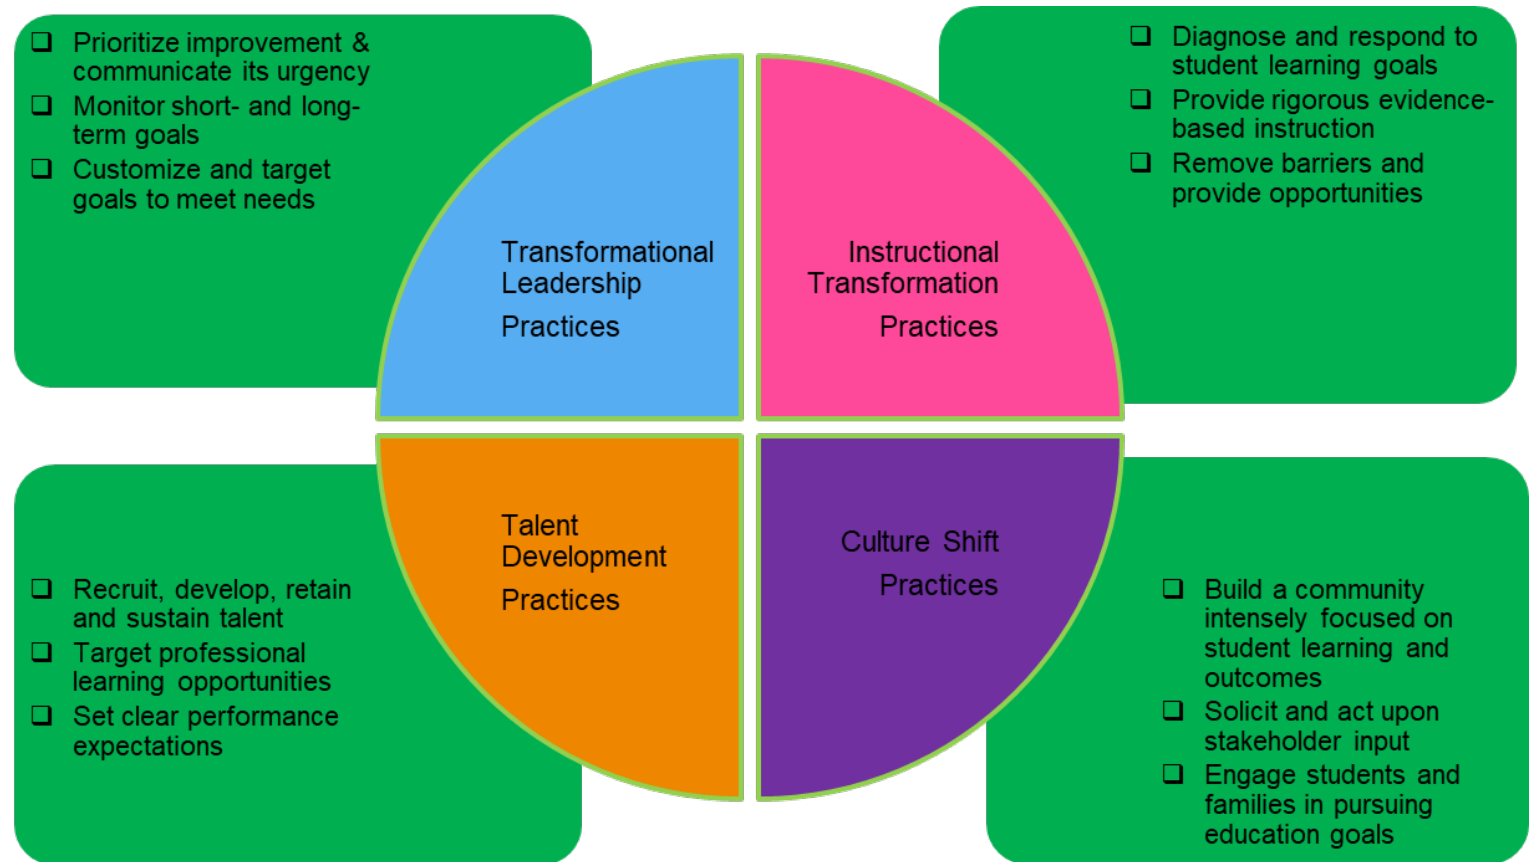 ❑ Prioritize improvement &
communicate its urgency
❑ Monitor short- and long-
term goals
❑ Customize and target
goals to meet needs
Transformational
Leadership
Practices
Instructional
Transformation
Practices
❑ Diagnose and respond to
student learning goals
❑ Provide rigorous evidence-
based instruction
❑ Remove barriers and
provide opportunities
❑ Recruit, develop, retain
and sustain talent
❑ Target professional
learning opportunities
❑ Set clear performance
expectations
Talent
Development
Practices
Culture Shift
Practices
❑ Build a community
intensely focused on
student learning and
outcomes
❑ Solicit and act upon
stakeholder input
❑ Engage students and
families in pursuing
education goals